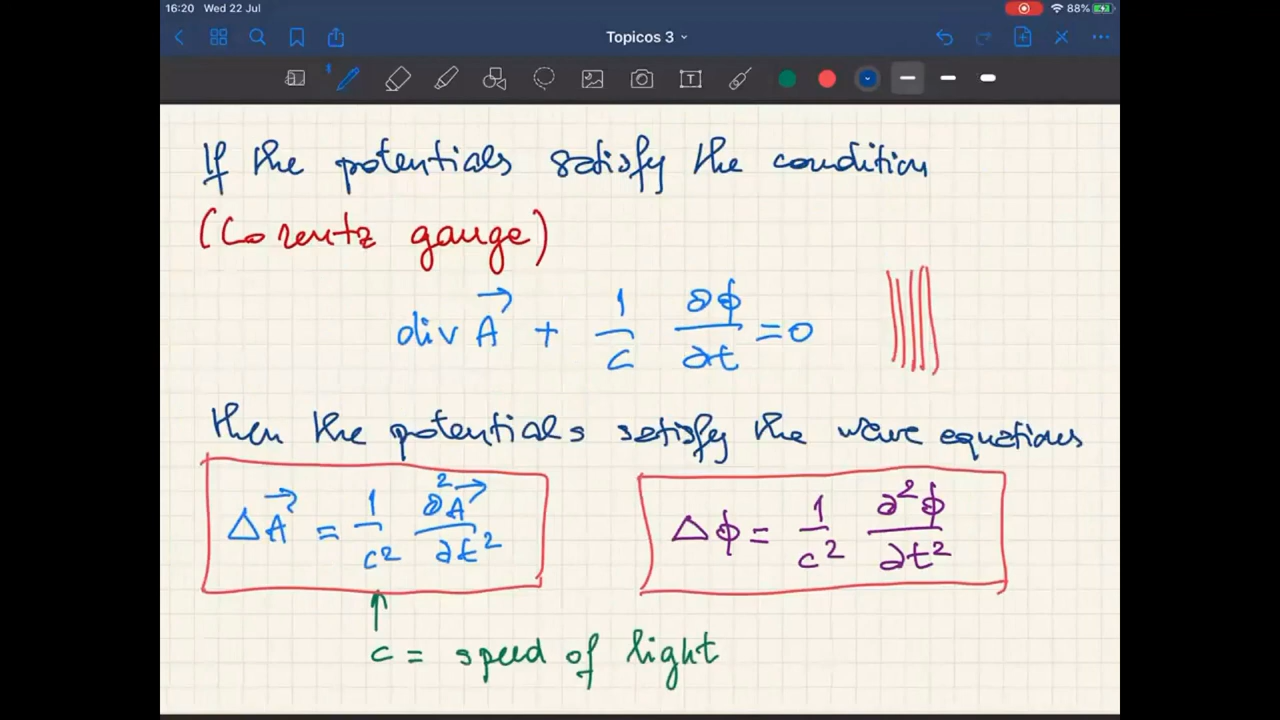 16:20 Wed 22 Jul 88%
Topicos 3
T
If the potentials satisfy the condition
(Lorentz gauge)
div A⃗ + 1/c ∂ϕ/∂t = 0
then the potentials satisfy the wave equations
ΔA⃗ = 1/c² ∂²A⃗/∂t² Δϕ = 1/c² ∂²ϕ/∂t²
↑
c = speed of light